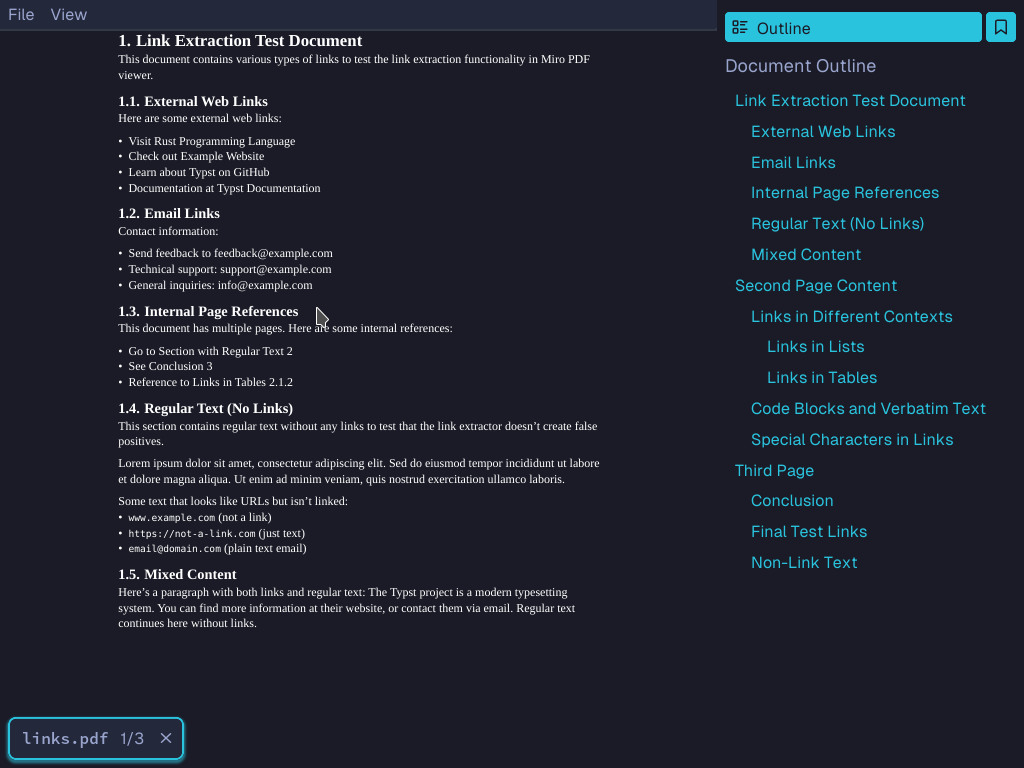 File View
1. Link Extraction Test Document
This document contains various types of links to test the link extraction functionality in Miro PDF
viewer.
1.1. External Web Links
Here are some external web links:
• Visit Rust Programming Language
• Check out Example Website
• Learn about Typst on GitHub
• Documentation at Typst Documentation
1.2. Email Links
Contact information:
• Send feedback to feedback@example.com
• Technical support: support@example.com
• General inquiries: info@example.com
1.3. Internal Page References
This document has multiple pages. Here are some internal references:
• Go to Section with Regular Text 2
• See Conclusion 3
• Reference to Links in Tables 2.1.2
1.4. Regular Text (No Links)
This section contains regular text without any links to test that the link extractor doesn’t create false
positives.
Lorem ipsum dolor sit amet, consectetur adipiscing elit. Sed do eiusmod tempor incididunt ut labore
et dolore magna aliqua. Ut enim ad minim veniam, quis nostrud exercitation ullamco laboris.
Some text that looks like URLs but isn’t linked:
• www.example.com (not a link)
• https://not-a-link.com (just text)
• email@domain.com (plain text email)
1.5. Mixed Content
Here’s a paragraph with both links and regular text: The Typst project is a modern typesetting
system. You can find more information at their website, or contact them via email. Regular text
continues here without links.
links.pdf 1/3
Outline
Document Outline
Link Extraction Test Document
External Web Links
Email Links
Internal Page References
Regular Text (No Links)
Mixed Content
Second Page Content
Links in Different Contexts
Links in Lists
Links in Tables
Code Blocks and Verbatim Text
Special Characters in Links
Third Page
Conclusion
Final Test Links
Non-Link Text